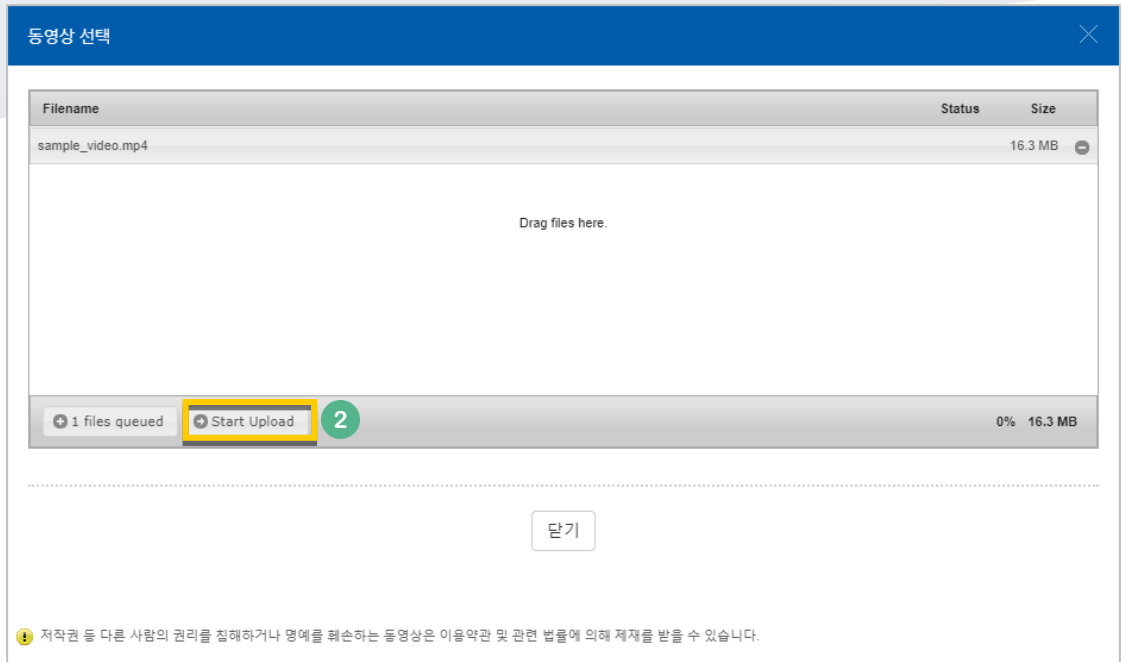 동영상 선택
Filename Status Size
sample_video.mp4 16.3 MB
Drag files here.
1 files queued Start Upload 2 0% 16.3 MB
닫기
저작권 등 다른 사람의 권리를 침해하거나 명예를 훼손하는 동영상은 이용약관 및 관련 법률에 의해 제재를 받을 수 있습니다.